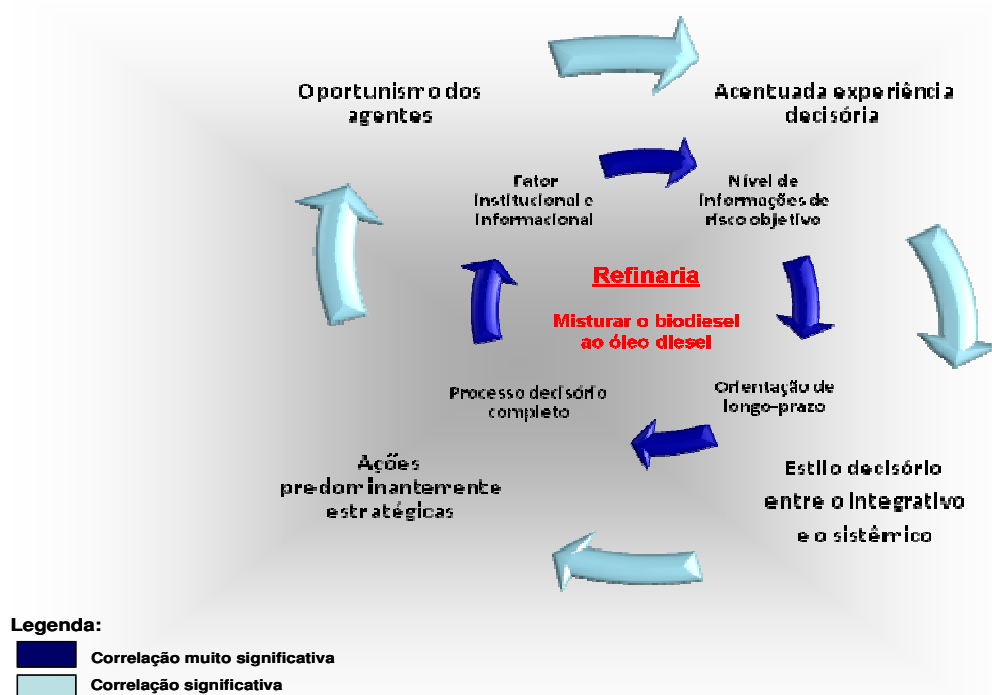 Oportunismo dos
agentes
Acentuada experiência
decisória
Fator
institucional e
informacional
Nível de
informações de
risco objetivo
Refinaria
Misturar o biodiesel
ao óleo diesel
Processo decisório
completo
Orientação de
longo-prazo
Ações
predominantemente
estratégicas
Estilo decisório
entre o integrativo
e o sistêmico
Legenda:
Correlação muito significativa
Correlação significativa